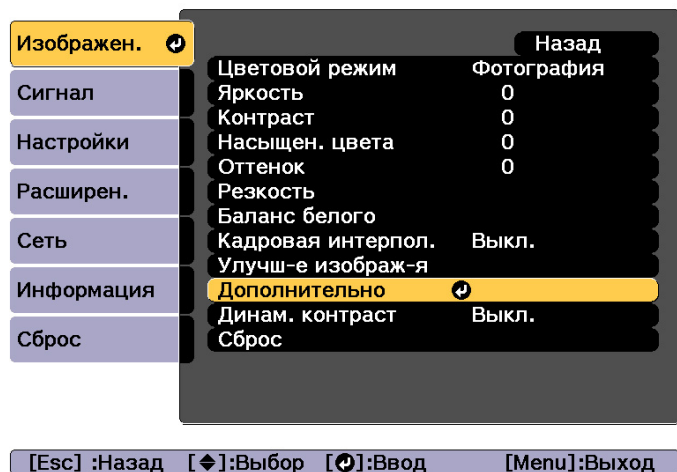 Изображен.
Сигнал
Настройки
Расширен.
Сеть
Информация
Сброс
Назад
Цветовой режим Фотография
Яркость 0
Контраст 0
Насыщен. цвета 0
Оттенок 0
Резкость
Баланс белого
Кадровая интерпол. Выкл.
Улучш-е изображ-я
Дополнительно
Динам. контраст Выкл.
Сброс
[Esc] :Назад [◆]:Выбор [↵]:Ввод [Menu]:Выход